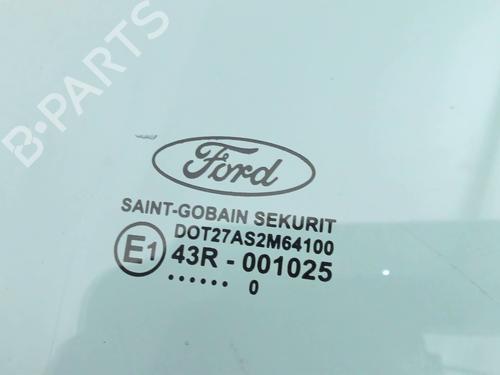 B-PARTS
Ford
SAINT-GOBAIN SEKURIT
DOT27AS2M64100
E1 43R - 001025
...... 0